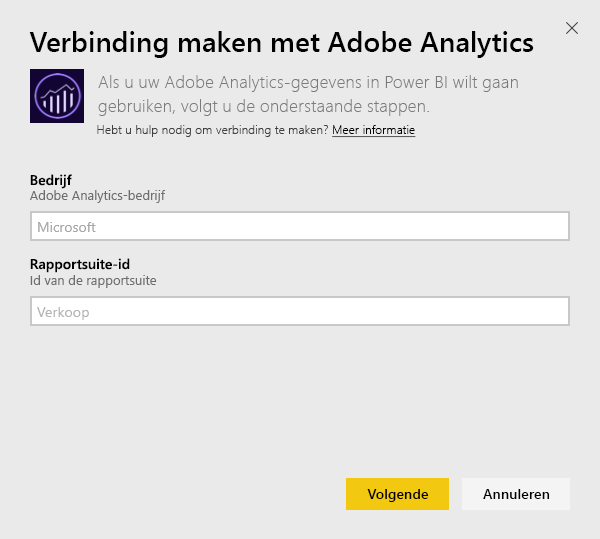 Verbinding maken met Adobe Analytics
Als u uw Adobe Analytics-gegevens in Power BI wilt gaan
gebruiken, volgt u de onderstaande stappen.
Hebt u hulp nodig om verbinding te maken? Meer informatie
Bedrijf
Adobe Analytics-bedrijf
Microsoft
Rapportsuite-id
Id van de rapportsuite
Verkoop
Volgende Annuleren